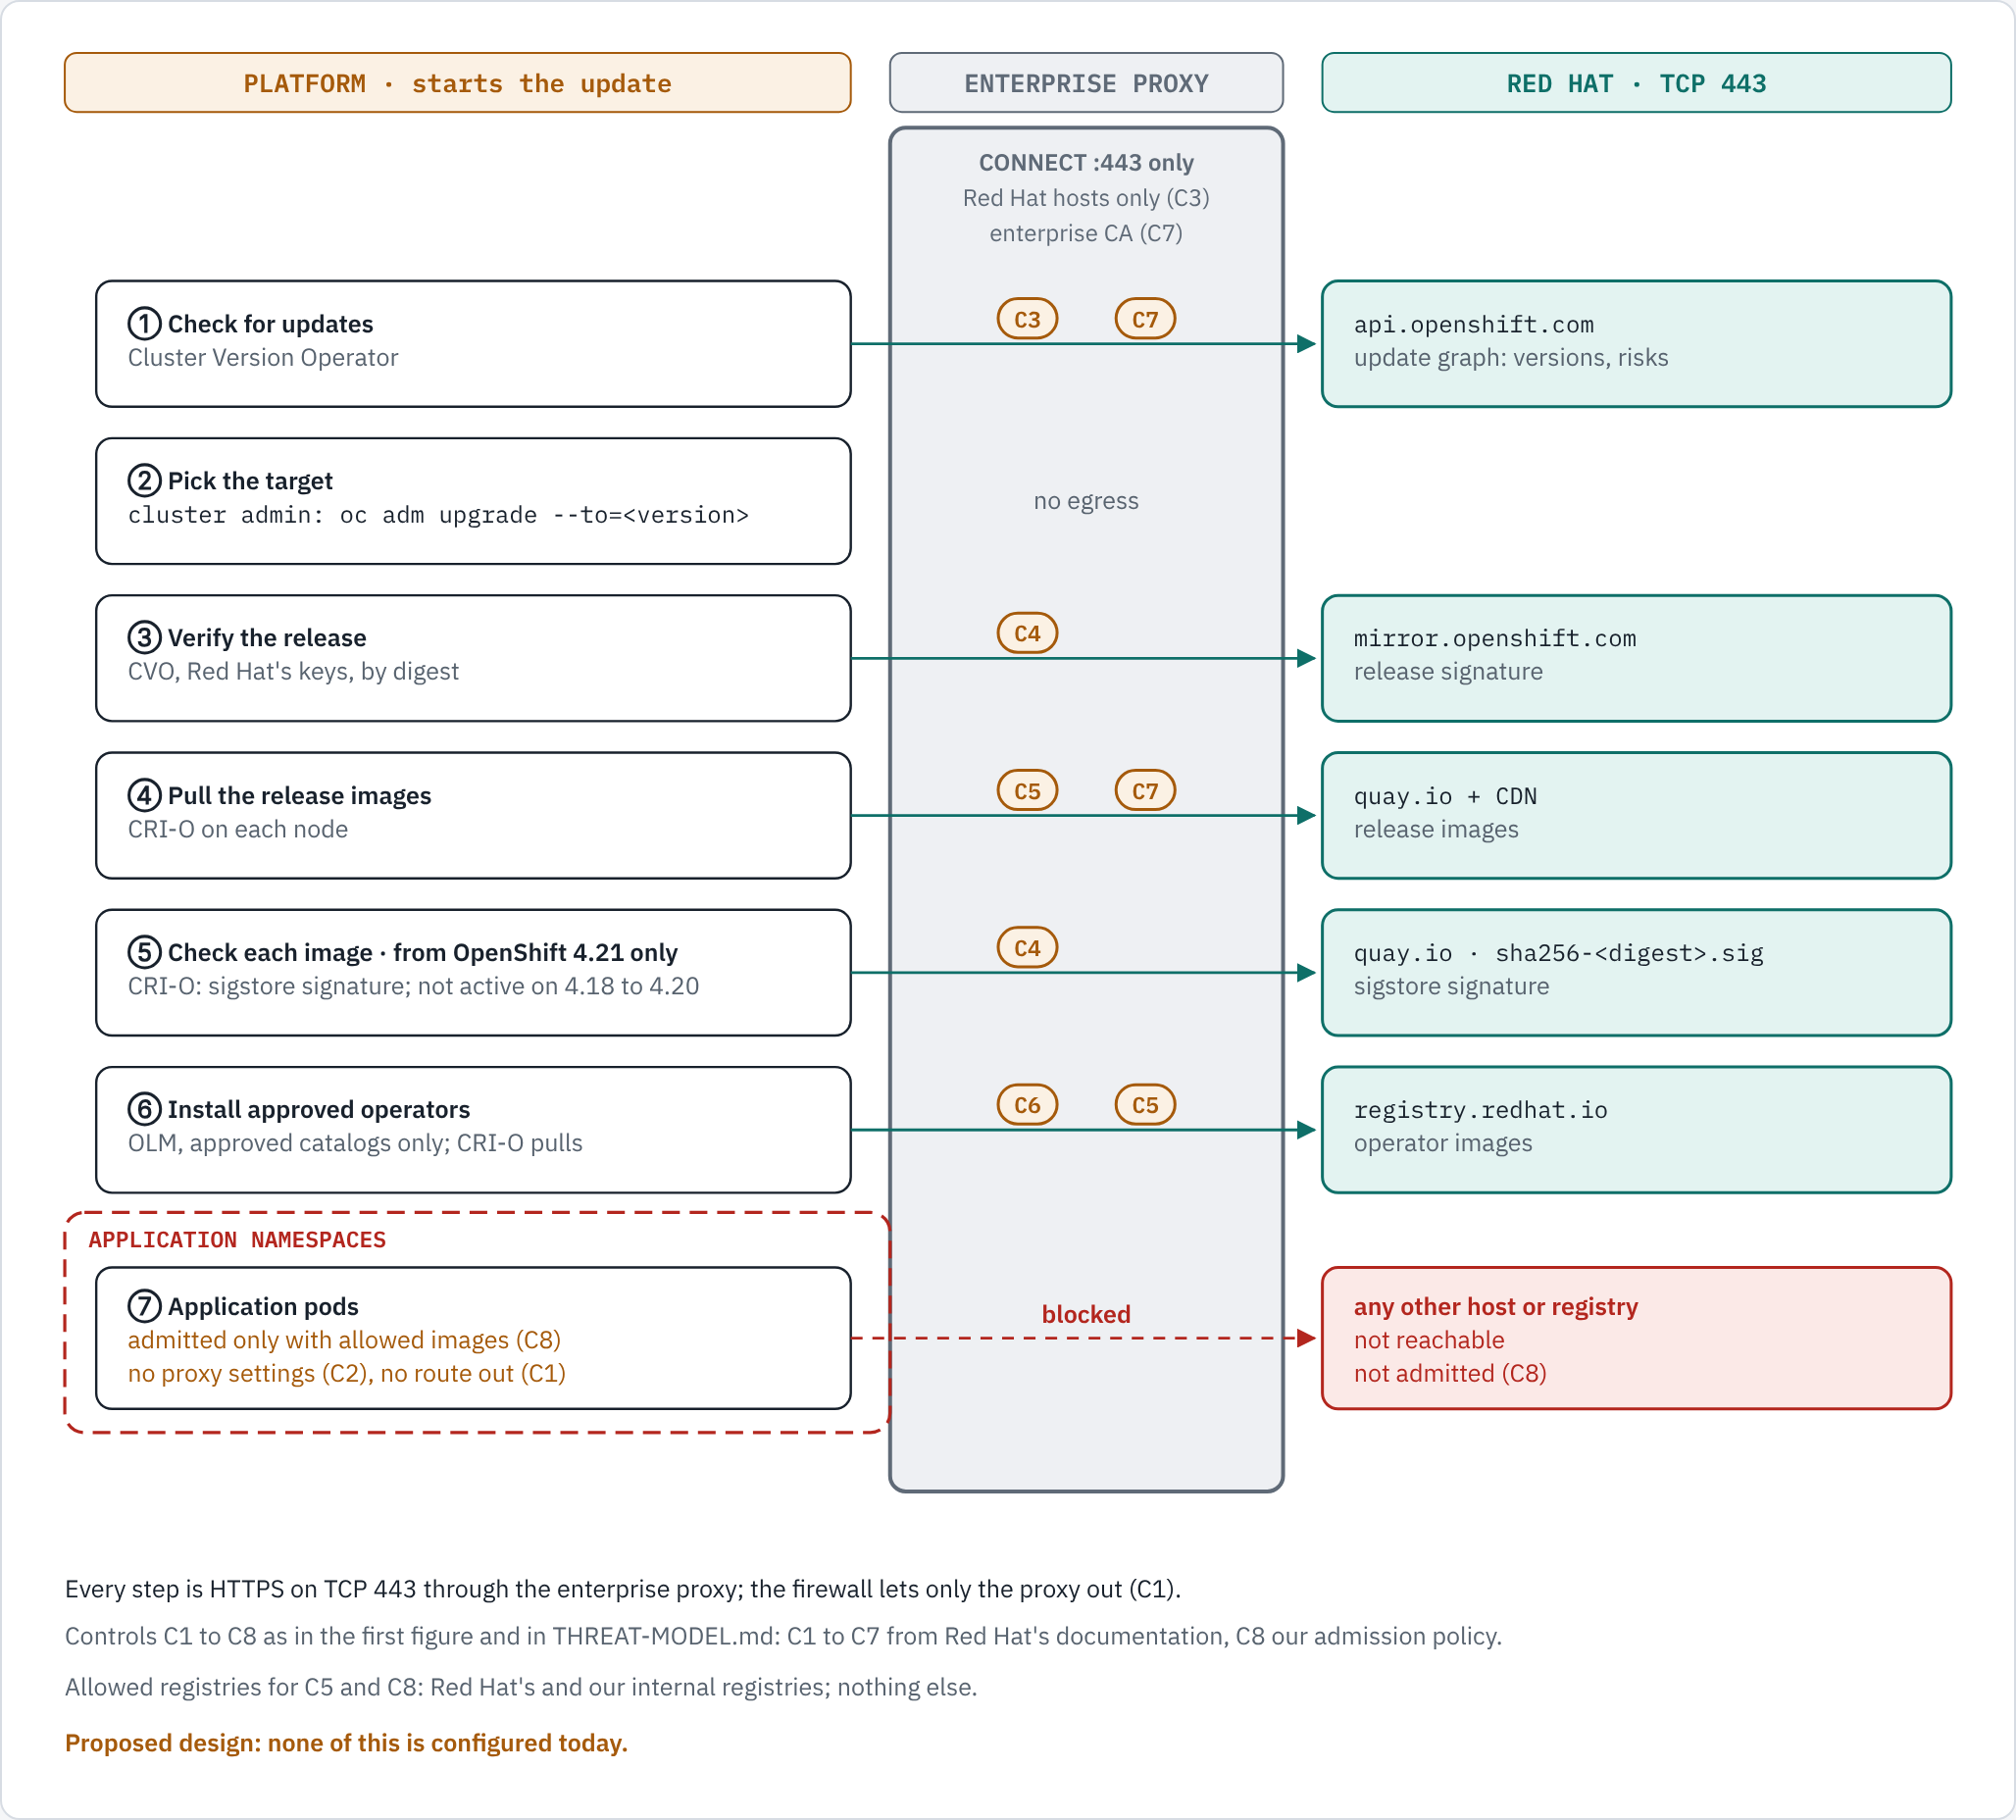 PLATFORM · starts the update
ENTERPRISE PROXY
RED HAT · TCP 443
CONNECT :443 only
Red Hat hosts only (C3)
enterprise CA (C7)
① Check for updates
Cluster Version Operator
C3
C7
api.openshift.com
update graph: versions, risks
② Pick the target
cluster admin: oc adm upgrade --to=<version>
no egress
③ Verify the release
CVO, Red Hat's keys, by digest
C4
mirror.openshift.com
release signature
④ Pull the release images
CRI-O on each node
C5
C7
quay.io + CDN
release images
⑤ Check each image · from OpenShift 4.21 only
CRI-O: sigstore signature; not active on 4.18 to 4.20
C4
quay.io · sha256-<digest>.sig
sigstore signature
⑥ Install approved operators
OLM, approved catalogs only; CRI-O pulls
C6
C5
registry.redhat.io
operator images
APPLICATION NAMESPACES
⑦ Application pods
admitted only with allowed images (C8)
no proxy settings (C2), no route out (C1)
blocked
any other host or registry
not reachable
not admitted (C8)
Every step is HTTPS on TCP 443 through the enterprise proxy; the firewall lets only the proxy out (C1).
Controls C1 to C8 as in the first figure and in THREAT-MODEL.md: C1 to C7 from Red Hat's documentation, C8 our admission policy.
Allowed registries for C5 and C8: Red Hat's and our internal registries; nothing else.
Proposed design: none of this is configured today.